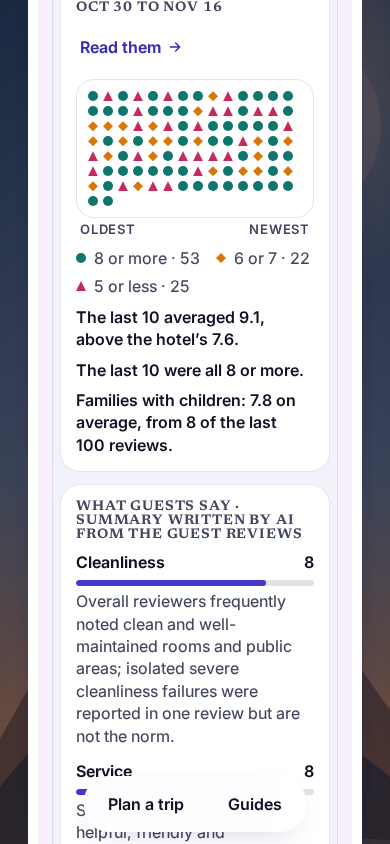 OCT 30 TO NOV 16
Read them →
OLDEST
NEWEST
8 or more · 53
6 or 7 · 22
5 or less · 25
The last 10 averaged 9.1,
above the hotel’s 7.6.
The last 10 were all 8 or more.
Families with children: 7.8 on
average, from 8 of the last
100 reviews.
WHAT GUESTS SAY ·
SUMMARY WRITTEN BY AI
FROM THE GUEST REVIEWS
Cleanliness 8
Overall reviewers frequently
noted clean and well-
maintained rooms and public
areas; isolated severe
cleanliness failures were
reported in one review but are
not the norm.
Service 8
Plan a trip
Guides
helpful, friendly and